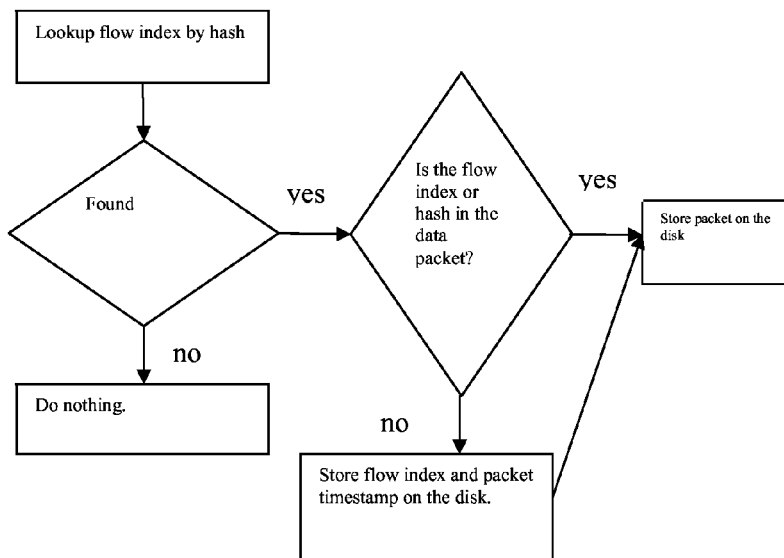 Lookup flow index by hash
Found
yes
no
Do nothing.
Is the flow
index or
hash in the
data
packet?
yes
no
Store packet on the
disk
Store flow index and packet
timestamp on the disk.